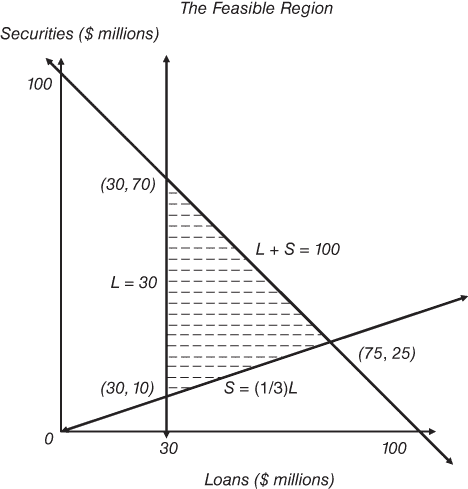 The Feasible Region
Securities ($ millions)
100
(30, 70)
L + S = 100
L = 30
(75, 25)
(30, 10)
S = (1/3)L
0
30
100
Loans ($ millions)